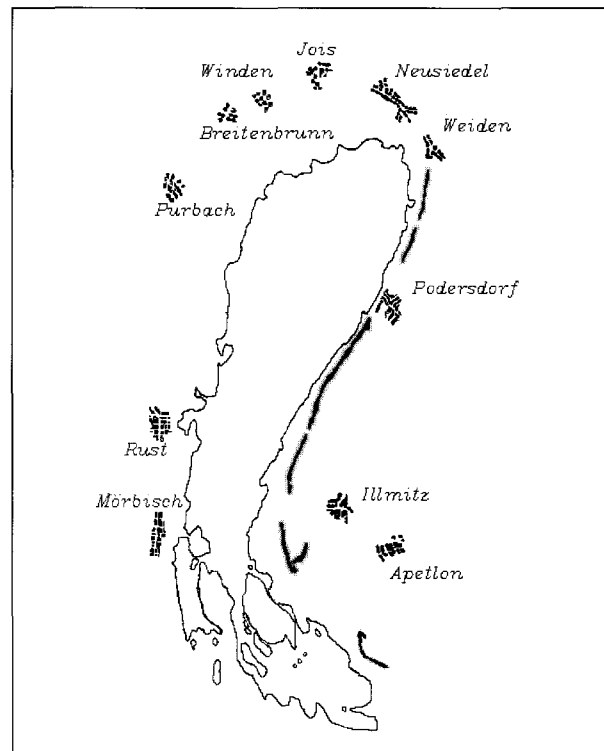 Jois
Winden
Neusiedel
Breitenbrunn
Weiden
Purbach
Podersdorf
Rust
Mörbisch
Illmitz
Apetlon